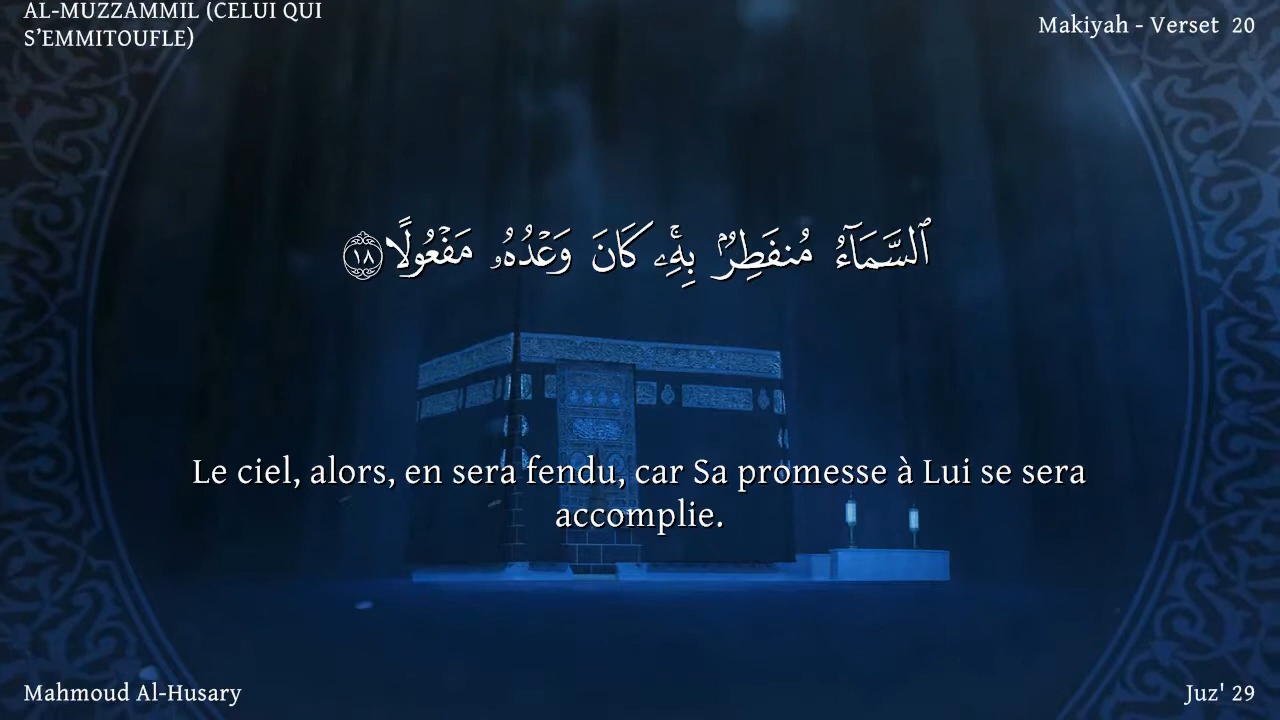 AL-MUZZAMMIL (CELUI QUI
S’EMMITOUFLE)
Makiyah - Verset 20
ٱلسَّمَآءُ مُنفَطِرٌۢ بِهِۦۚ كَانَ وَعْدُهُۥ مَفْعُولًا ١٨
Le ciel, alors, en sera fendu, car Sa promesse à Lui se sera
accomplie.
Mahmoud Al-Husary
Juz' 29